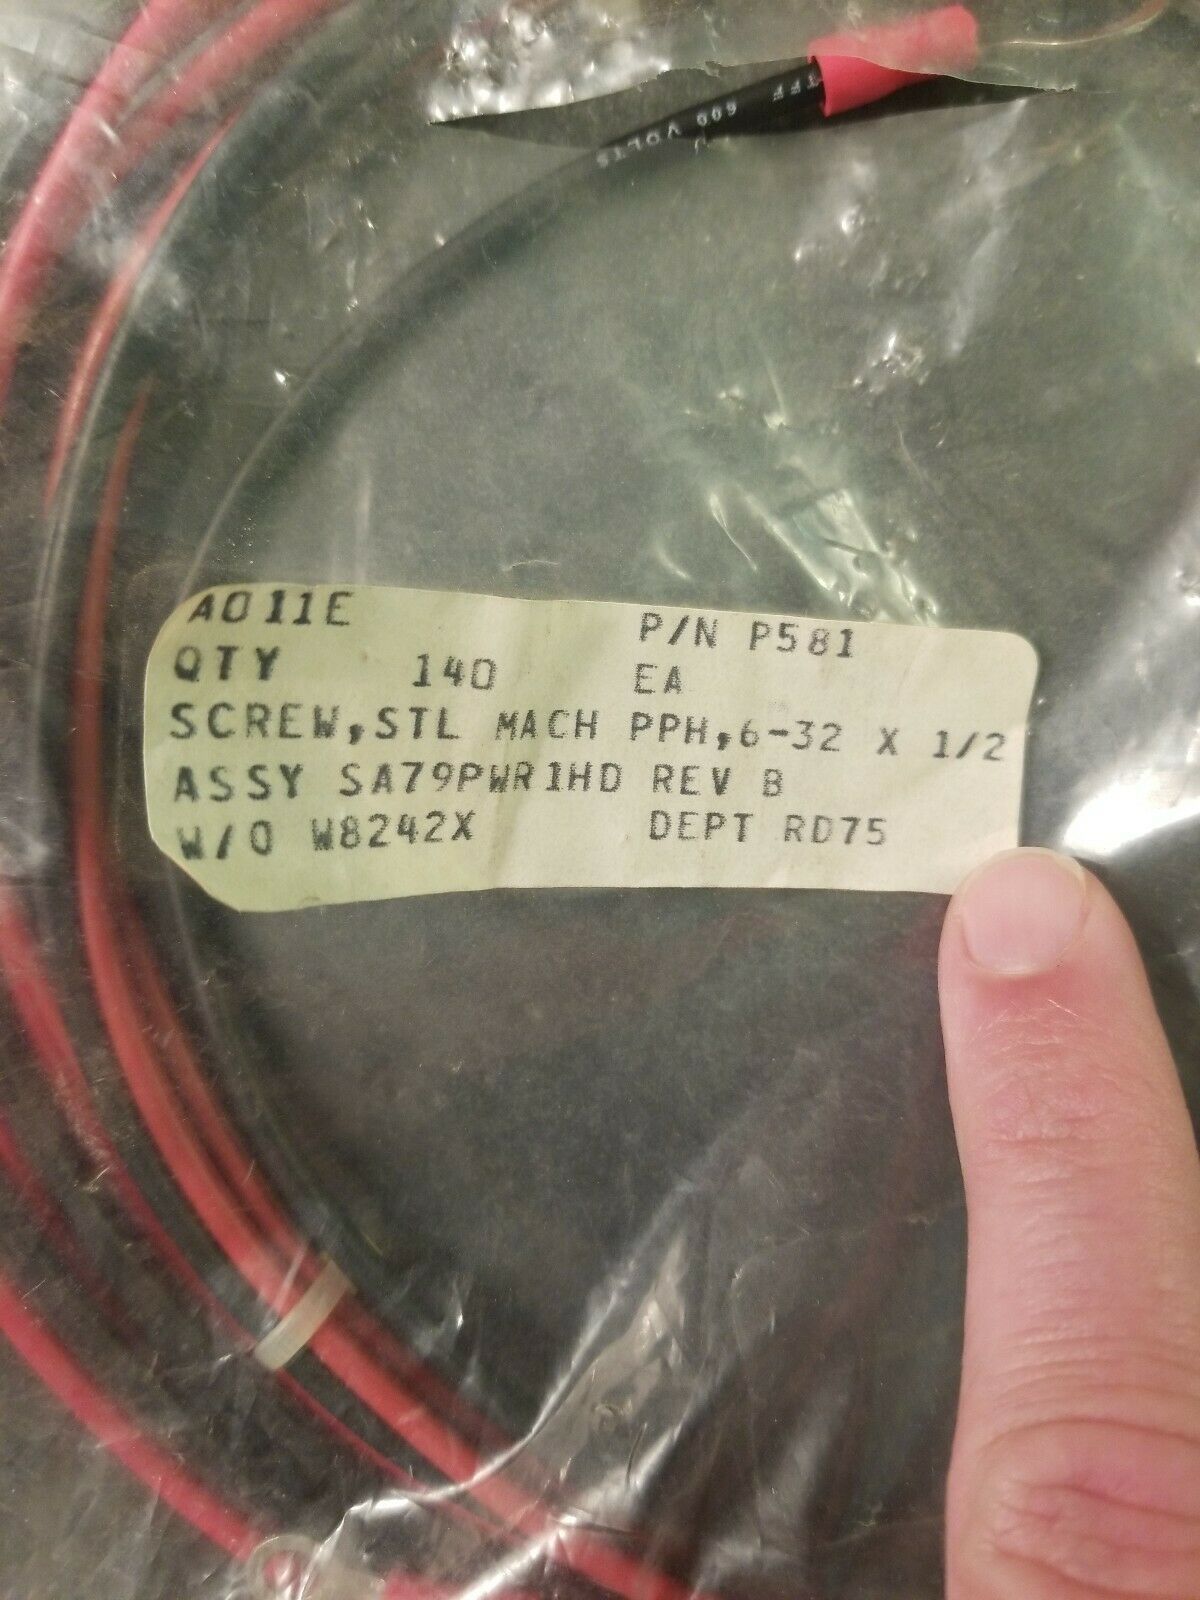 TFF 600 VOLTS
A011E P/N P581
QTY 140 EA
SCREW,STL MACH PPH,6-32 X 1/2
ASSY SA79PWR1HD REV B
W/O W8242X DEPT RD75